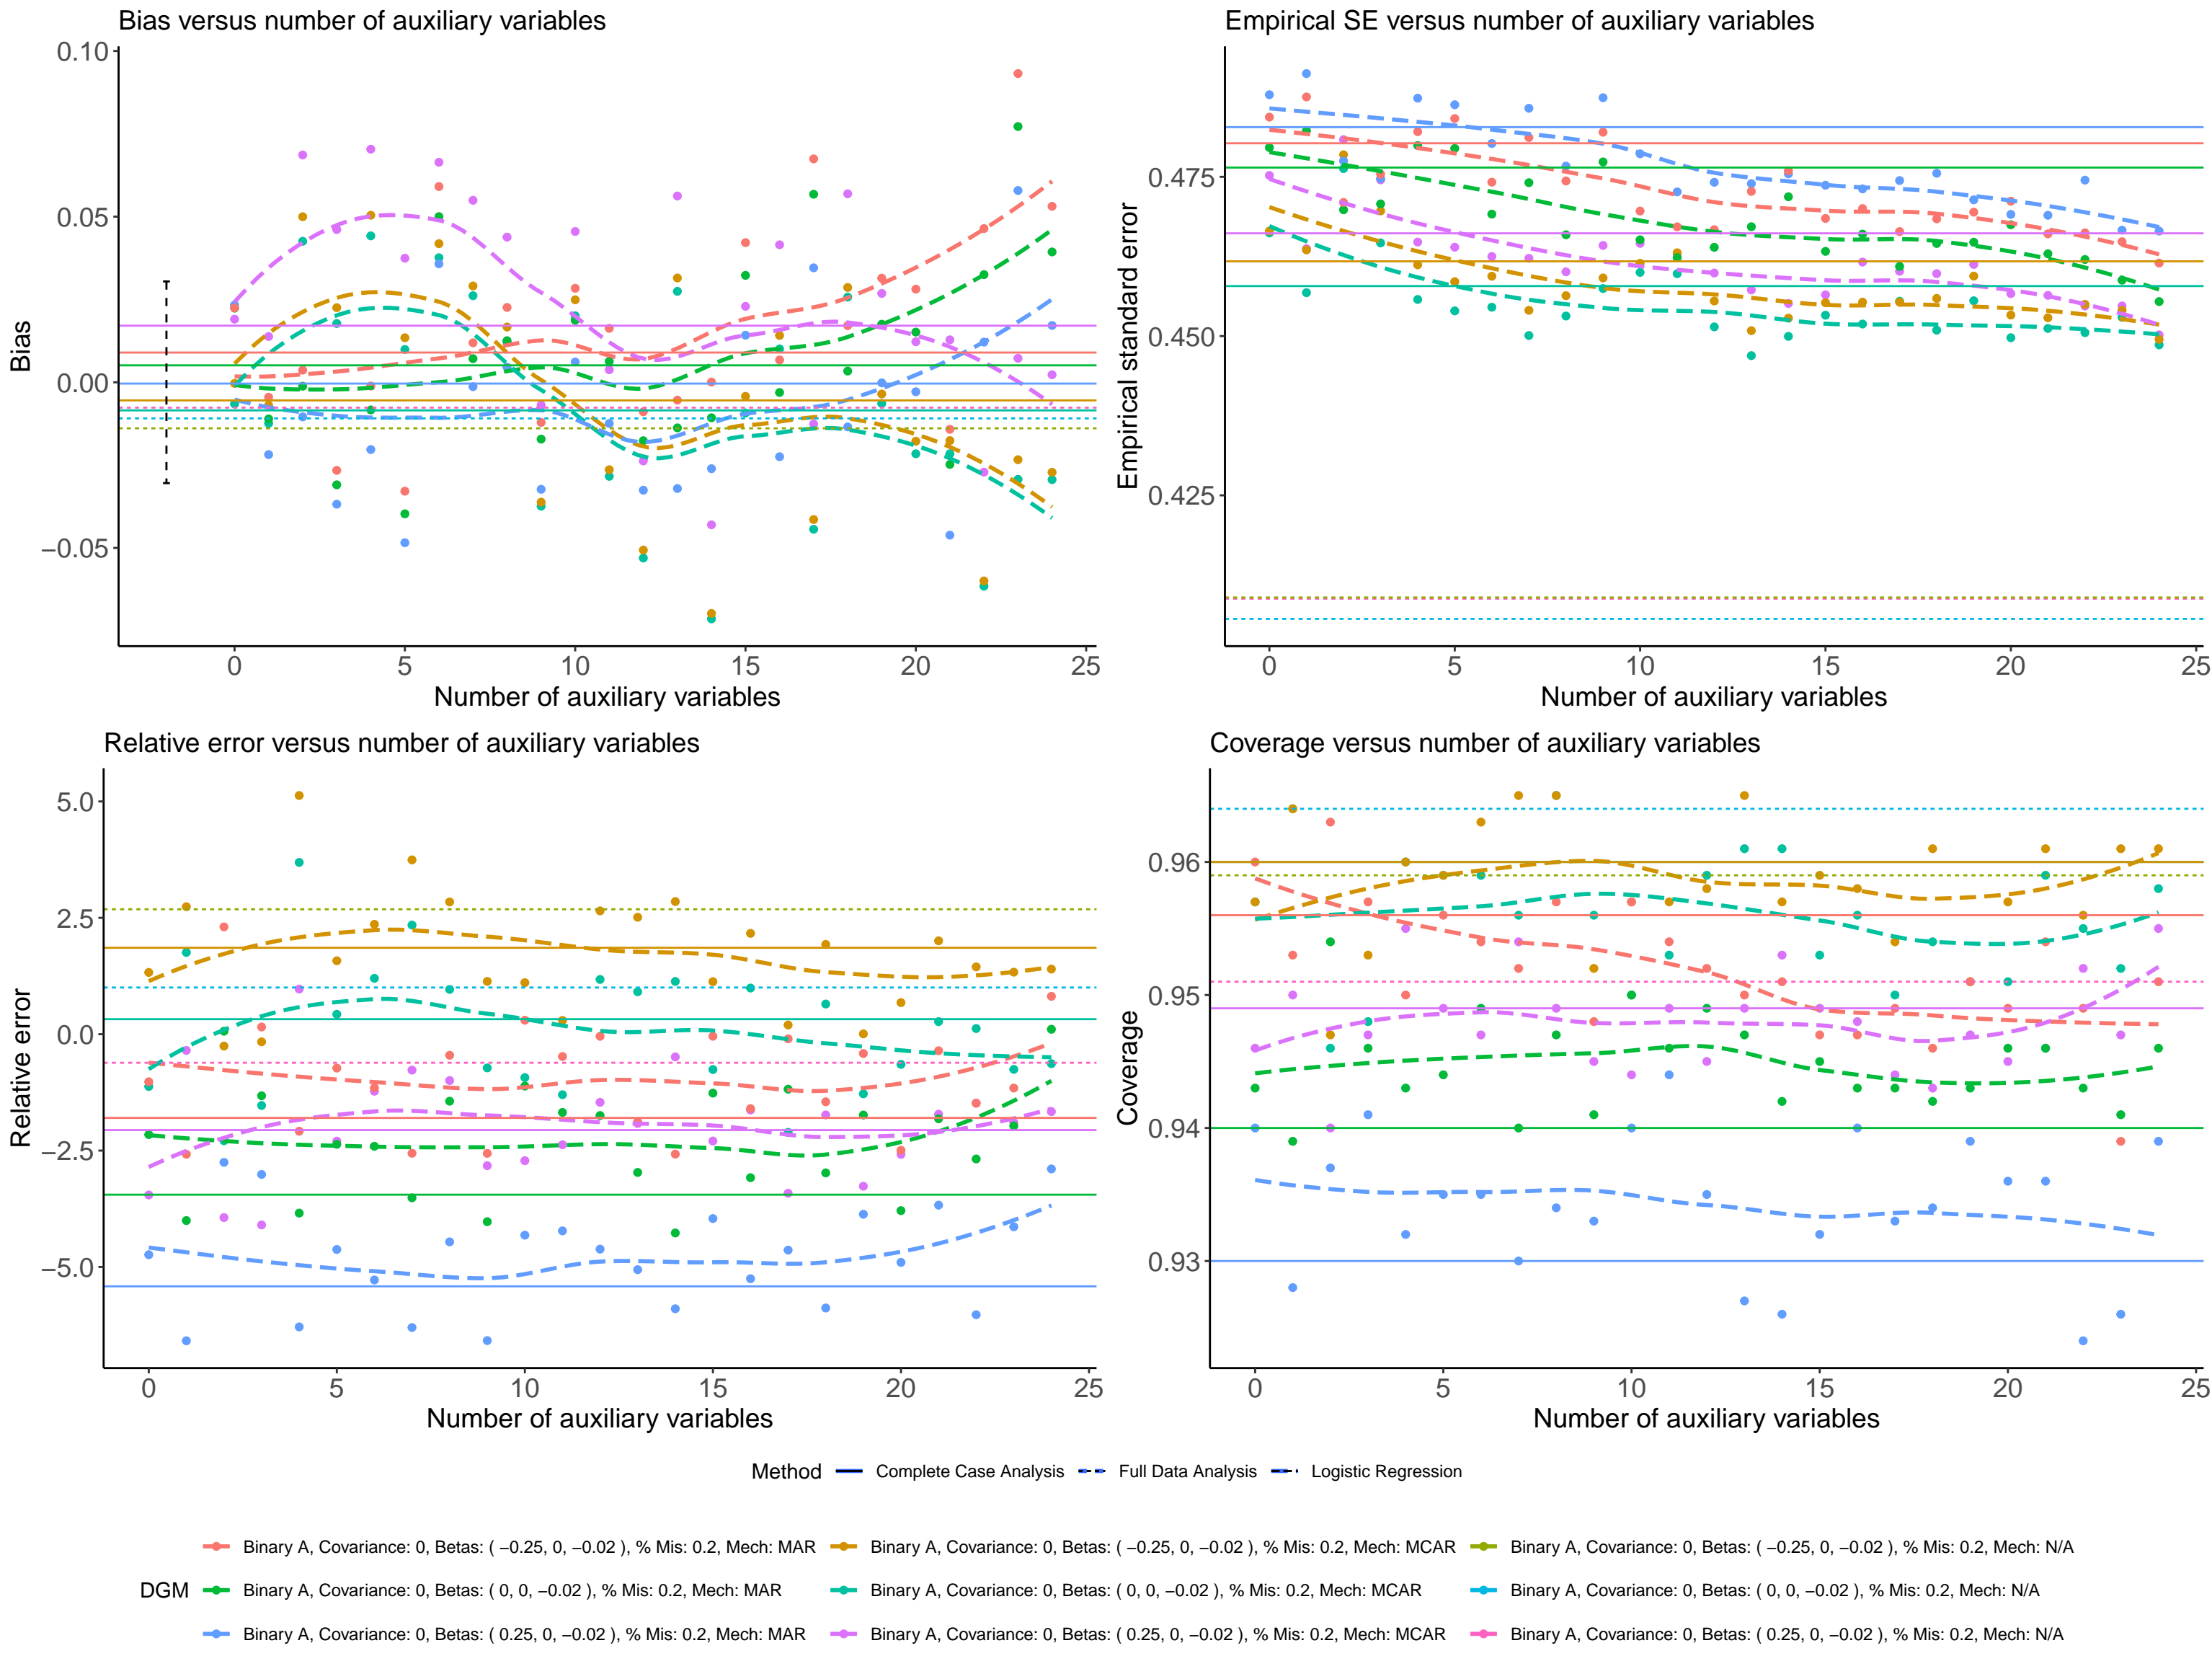 Bias versus number of auxiliary variables
Empirical SE versus number of auxiliary variables
0.10
0.05
0.00
−0.05
Bias
0 5 10 15 20 25
Number of auxiliary variables
0.475
0.450
0.425
Empirical standard error
0 5 10 15 20 25
Number of auxiliary variables
Relative error versus number of auxiliary variables
Coverage versus number of auxiliary variables
5.0
2.5
0.0
−2.5
−5.0
Relative error
0 5 10 15 20 25
Number of auxiliary variables
0.96
0.95
0.94
0.93
Coverage
0 5 10 15 20 25
Number of auxiliary variables
Method Complete Case Analysis Full Data Analysis Logistic Regression
Binary A, Covariance: 0, Betas: ( −0.25, 0, −0.02 ), % Mis: 0.2, Mech: MAR Binary A, Covariance: 0, Betas: ( −0.25, 0, −0.02 ), % Mis: 0.2, Mech: MCAR Binary A, Covariance: 0, Betas: ( −0.25, 0, −0.02 ), % Mis: 0.2, Mech: N/A
DGM Binary A, Covariance: 0, Betas: ( 0, 0, −0.02 ), % Mis: 0.2, Mech: MAR Binary A, Covariance: 0, Betas: ( 0, 0, −0.02 ), % Mis: 0.2, Mech: MCAR Binary A, Covariance: 0, Betas: ( 0, 0, −0.02 ), % Mis: 0.2, Mech: N/A
Binary A, Covariance: 0, Betas: ( 0.25, 0, −0.02 ), % Mis: 0.2, Mech: MAR Binary A, Covariance: 0, Betas: ( 0.25, 0, −0.02 ), % Mis: 0.2, Mech: MCAR Binary A, Covariance: 0, Betas: ( 0.25, 0, −0.02 ), % Mis: 0.2, Mech: N/A